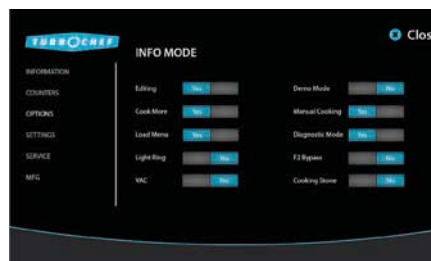 TURBOCHEF
Clos
INFO MODE
INFORMATION
COUNTERS
OPTIONS
SETTINGS
SERVICE
MFG
Editing Yes
Cook More Yes
Load Menu Yes
Light Ring No
VAC No
Demo Mode No
Manual Cooking Yes
Diagnostic Mode Yes
F2 Bypass No
Cooking Stone No